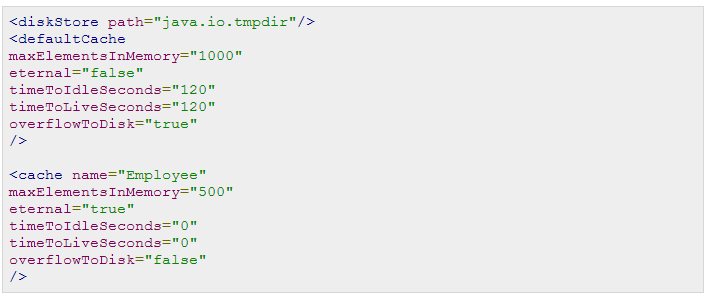 <diskStore path="java.io.tmpdir"/>
<defaultCache
maxElementsInMemory="1000"
eternal="false"
timeToIdleSeconds="120"
timeToLiveSeconds="120"
overflowToDisk="true"
/>
<cache name="Employee"
maxElementsInMemory="500"
eternal="true"
timeToIdleSeconds="0"
timeToLiveSeconds="0"
overflowToDisk="false"
/>